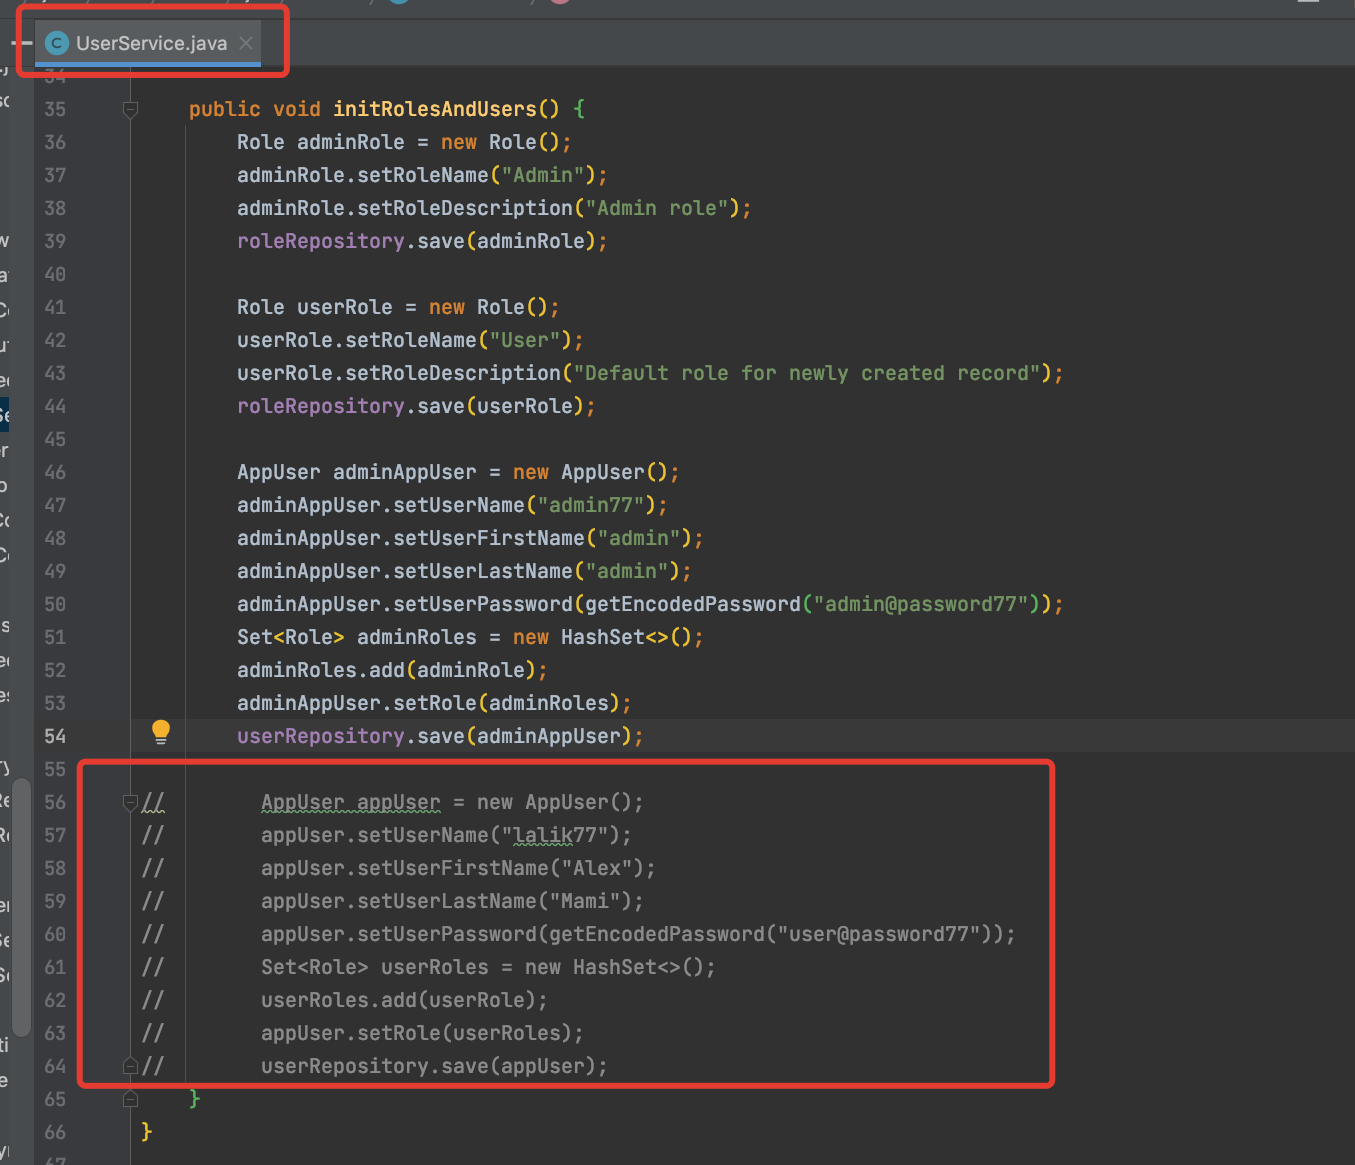 UserService.java
34
35 public void initRolesAndUsers() {
36 Role adminRole = new Role();
37 adminRole.setRoleName("Admin");
38 adminRole.setRoleDescription("Admin role");
39 roleRepository.save(adminRole);
40
41 Role userRole = new Role();
42 userRole.setRoleName("User");
43 userRole.setRoleDescription("Default role for newly created record");
44 roleRepository.save(userRole);
45
46 AppUser adminAppUser = new AppUser();
47 adminAppUser.setUserName("admin77");
48 adminAppUser.setUserFirstName("admin");
49 adminAppUser.setUserLastName("admin");
50 adminAppUser.setUserPassword(getEncodedPassword("admin@password77"));
51 Set<Role> adminRoles = new HashSet<>();
52 adminRoles.add(adminRole);
53 adminAppUser.setRole(adminRoles);
54 userRepository.save(adminAppUser);
55
56 // AppUser appUser = new AppUser();
57 // appUser.setUserName("lalik77");
58 // appUser.setUserFirstName("Alex");
59 // appUser.setUserLastName("Mami");
60 // appUser.setUserPassword(getEncodedPassword("user@password77"));
61 // Set<Role> userRoles = new HashSet<>();
62 // userRoles.add(userRole);
63 // appUser.setRole(userRoles);
64 // userRepository.save(appUser);
65 }
66 }
67